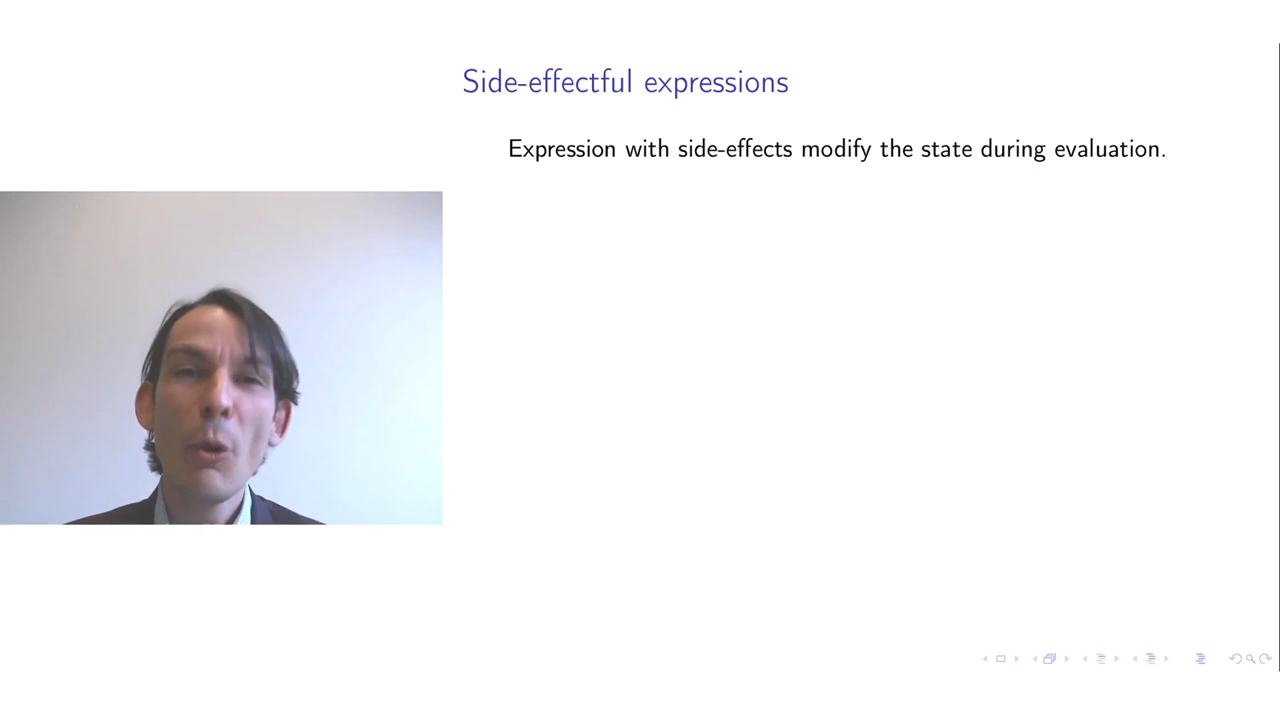 Side-effectful expressions
Expression with side-effects modify the state during evaluation.